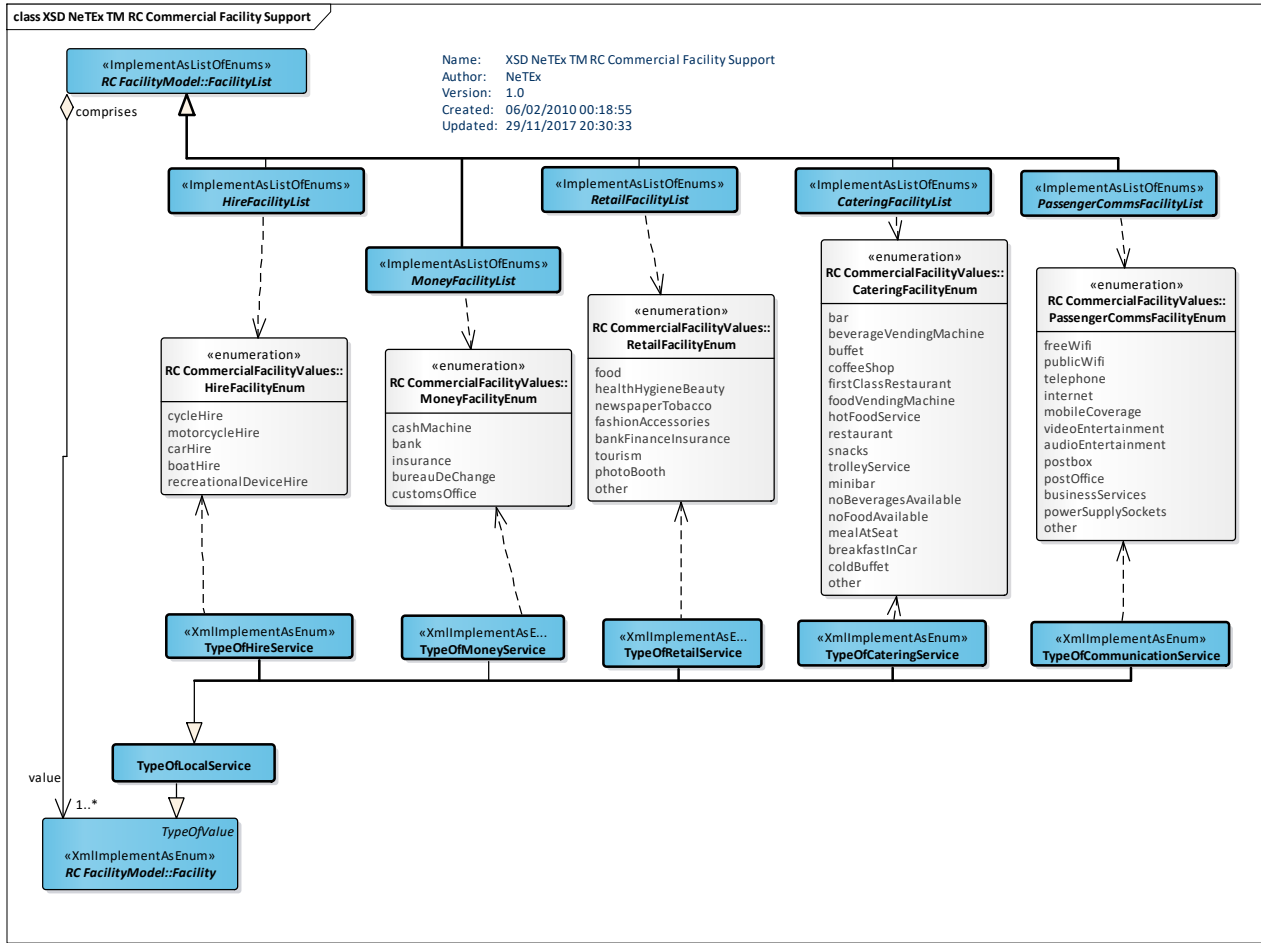 class XSD NeTEx TM RC Commercial Facility Support
Name: XSD NeTEx TM RC Commercial Facility Support
Author: NeTEx
Version: 1.0
Created: 06/02/2010 00:18:55
Updated: 29/11/2017 20:30:33
«ImplementAsListOfEnums»
RC FacilityModel::FacilityList
comprises
«ImplementAsListOfEnums»
HireFacilityList
«ImplementAsListOfEnums»
MoneyFacilityList
«ImplementAsListOfEnums»
RetailFacilityList
«ImplementAsListOfEnums»
CateringFacilityList
«ImplementAsListOfEnums»
PassengerCommsFacilityList
«enumeration»
RC CommercialFacilityValues::
HireFacilityEnum
cycleHire
motorcycleHire
carHire
boatHire
recreationalDeviceHire
«enumeration»
RC CommercialFacilityValues::
MoneyFacilityEnum
cashMachine
bank
insurance
bureauDeChange
customsOffice
«enumeration»
RC CommercialFacilityValues::
RetailFacilityEnum
food
healthHygieneBeauty
newspaperTobacco
fashionAccessories
bankFinanceInsurance
tourism
photoBooth
other
«enumeration»
RC CommercialFacilityValues::
CateringFacilityEnum
bar
beverageVendingMachine
buffet
coffeeShop
firstClassRestaurant
foodVendingMachine
hotFoodService
restaurant
snacks
trolleyService
minibar
noBeveragesAvailable
noFoodAvailable
mealAtSeat
breakfastInCar
coldBuffet
other
«enumeration»
RC CommercialFacilityValues::
PassengerCommsFacilityEnum
freeWifi
publicWifi
telephone
internet
mobileCoverage
videoEntertainment
audioEntertainment
postbox
postOffice
businessServices
powerSupplySockets
other
«XmlImplementAsEnum»
TypeOfHireService
«XmlImplementAsE...
TypeOfMoneyService
«XmlImplementAsE...
TypeOfRetailService
«XmlImplementAsEnum»
TypeOfCateringService
«XmlImplementAsEnum»
TypeOfCommunicationService
TypeOfLocalService
value
1..*
TypeOfValue
«XmlImplementAsEnum»
RC FacilityModel::Facility